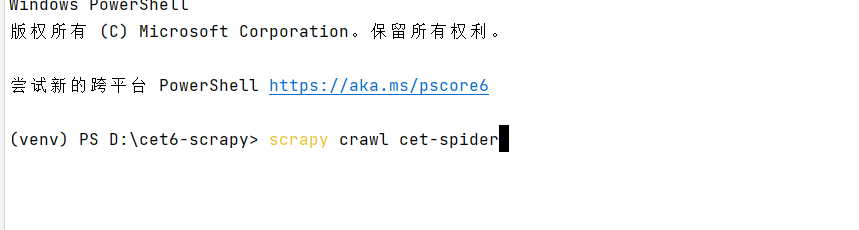 Windows PowerShell
版权所有 (C) Microsoft Corporation。保留所有权利。
尝试新的跨平台 PowerShell https://aka.ms/pscore6
(venv) PS D:\cet6-scrapy> scrapy crawl cet-spider